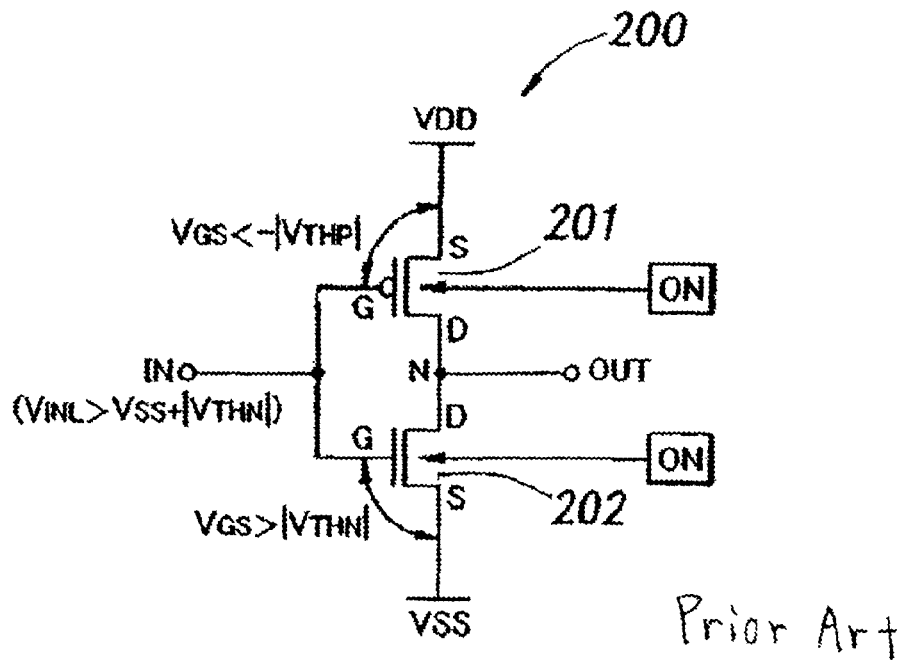 200
VDD
VGS<-|VTHP|
201
S
G
ON
D
IN
N
OUT
(VINL>VSS+|VTHN|)
D
G
ON
S
202
VGS>|VTHN|
VSS
Prior Art